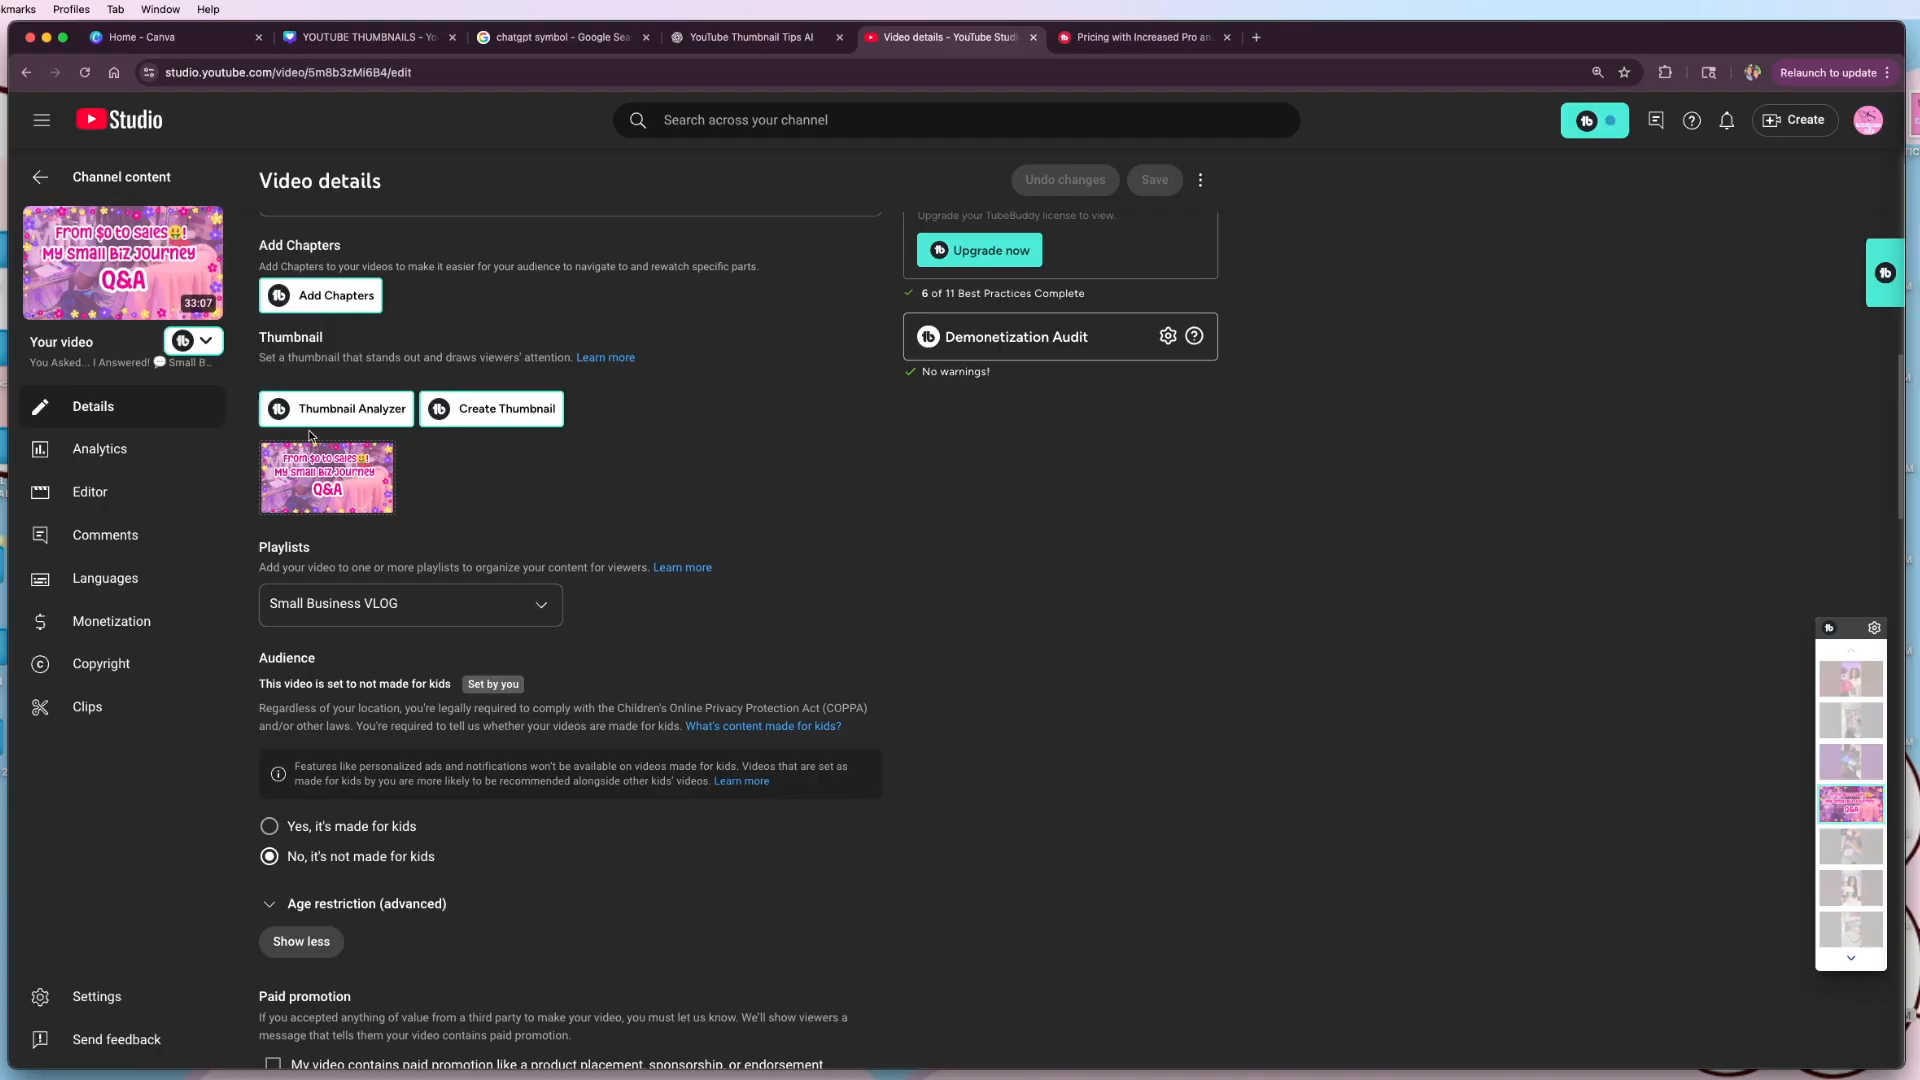 kmarks Profiles Tab Window Help
Home - Canva
YOUTUBE THUMBNAILS - Yo
chatgpt symbol - Google Sea
YouTube Thumbnail Tips AI
Video details - YouTube Studi
Pricing with Increased Pro an
studio.youtube.com/video/5m8b3zMi6B4/edit
Relaunch to update
Studio
Search across your channel
Create
Channel content
From $0 to sales🤑!
My small Biz Journey
Q&A
33:07
Your video
You Asked... I Answered! 💬 Small B...
Details
Analytics
Editor
Comments
Languages
Monetization
Copyright
Clips
Settings
Send feedback
Video details
Undo changes
Save
Add Chapters
Add Chapters to your videos to make it easier for your audience to navigate to and rewatch specific parts.
Add Chapters
Thumbnail
Set a thumbnail that stands out and draws viewers' attention. Learn more
Thumbnail Analyzer
Create Thumbnail
From $0 to sales🤑!
My small Biz Journey
Q&A
Playlists
Add your video to one or more playlists to organize your content for viewers. Learn more
Small Business VLOG
Audience
This video is set to not made for kids Set by you
Regardless of your location, you're legally required to comply with the Children's Online Privacy Protection Act (COPPA)
and/or other laws. You're required to tell us whether your videos are made for kids. What's content made for kids?
Features like personalized ads and notifications won't be available on videos made for kids. Videos that are set as
made for kids by you are more likely to be recommended alongside other kids' videos. Learn more
Yes, it's made for kids
No, it's not made for kids
Age restriction (advanced)
Show less
Paid promotion
If you accepted anything of value from a third party to make your video, you must let us know. We'll show viewers a
message that tells them your video contains paid promotion.
My video contains paid promotion like a product placement, sponsorship, or endorsement
Upgrade your TubeBuddy license to view.
Upgrade now
6 of 11 Best Practices Complete
Demonetization Audit
No warnings!